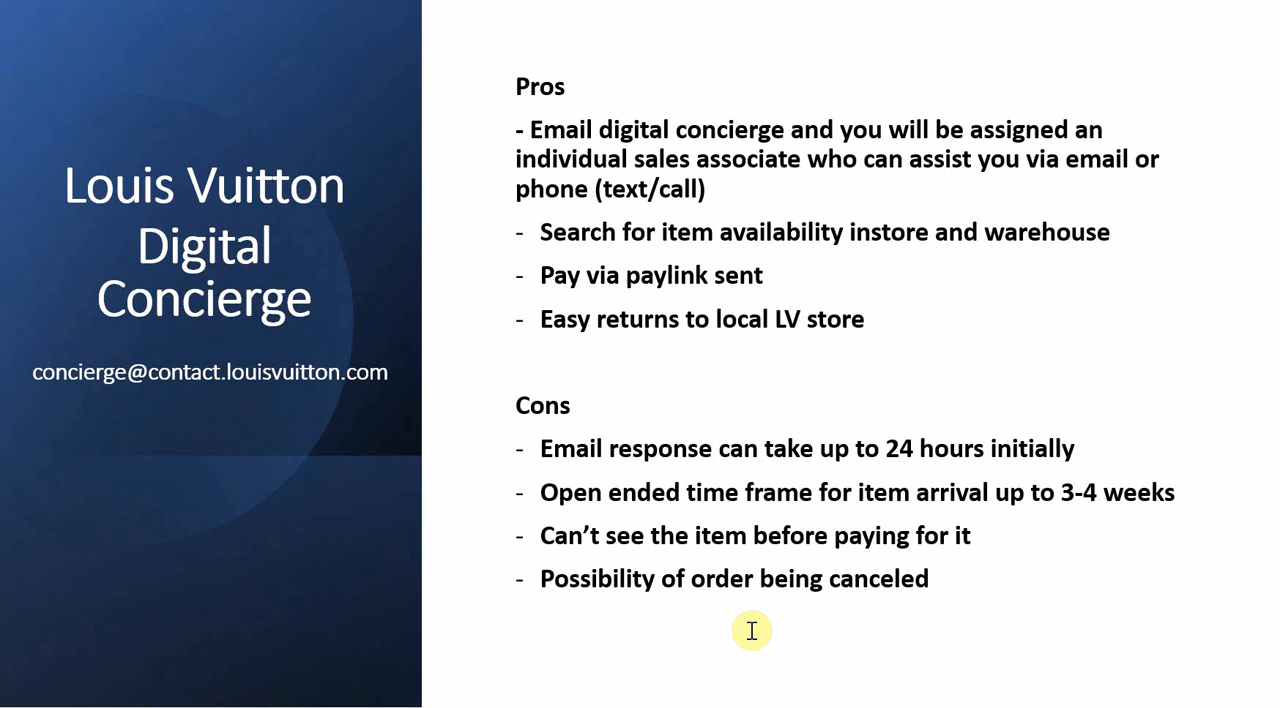 Louis Vuitton
Digital
Concierge
concierge@contact.louisvuitton.com
Pros
- Email digital concierge and you will be assigned an
individual sales associate who can assist you via email or
phone (text/call)
- Search for item availability instore and warehouse
- Pay via paylink sent
- Easy returns to local LV store
Cons
- Email response can take up to 24 hours initially
- Open ended time frame for item arrival up to 3-4 weeks
- Can’t see the item before paying for it
- Possibility of order being canceled